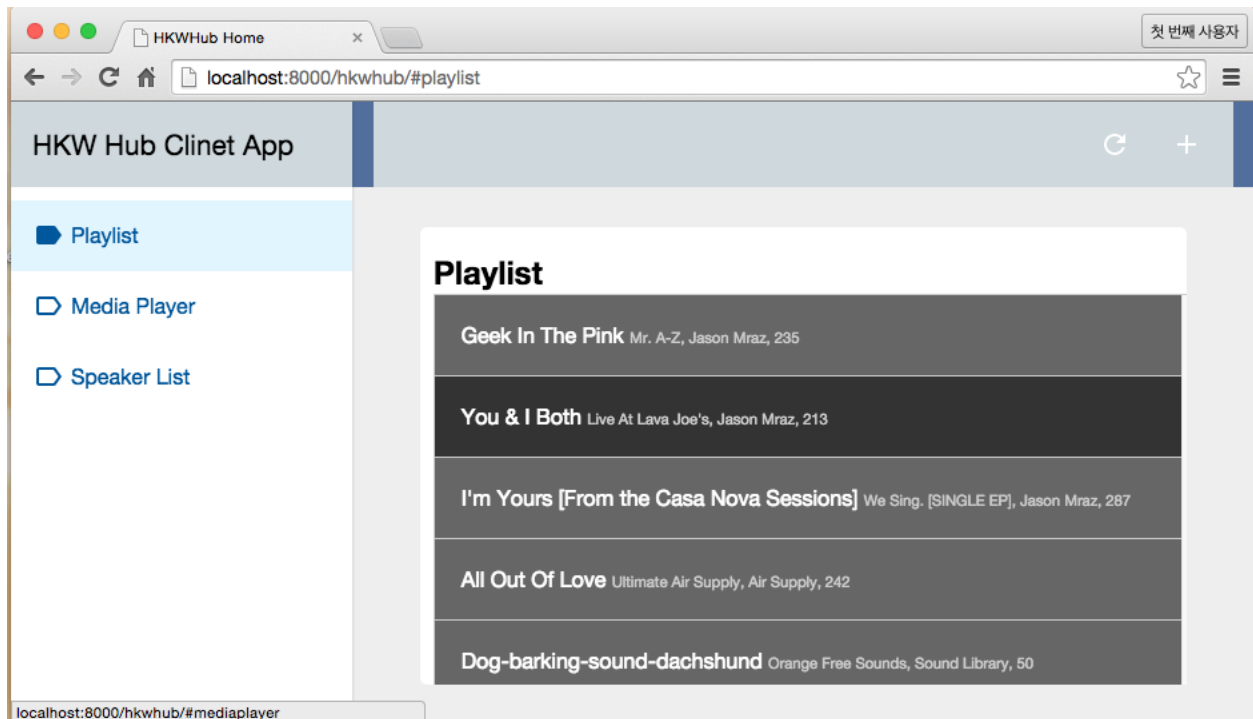 HKWHub Home
첫 번째 사용자
localhost:8000/hkwhub/#playlist
HKW Hub Clinet App
Playlist
Media Player
Speaker List
Playlist
Geek In The Pink Mr. A-Z, Jason Mraz, 235
You & I Both Live At Lava Joe's, Jason Mraz, 213
I'm Yours [From the Casa Nova Sessions] We Sing. [SINGLE EP], Jason Mraz, 287
All Out Of Love Ultimate Air Supply, Air Supply, 242
Dog-barking-sound-dachshund Orange Free Sounds, Sound Library, 50
localhost:8000/hkwhub/#mediaplayer